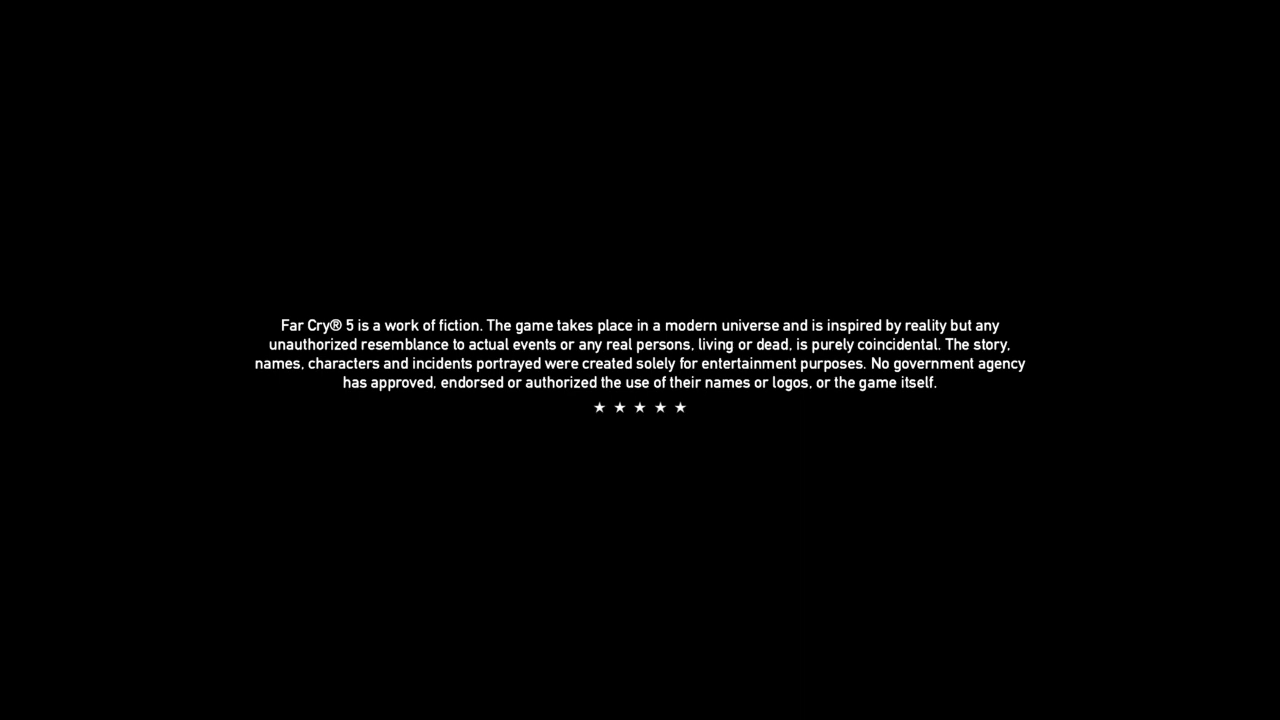 Far Cry® 5 is a work of fiction. The game takes place in a modern universe and is inspired by reality but any
unauthorized resemblance to actual events or any real persons, living or dead, is purely coincidental. The story,
names, characters and incidents portrayed were created solely for entertainment purposes. No government agency
has approved, endorsed or authorized the use of their names or logos, or the game itself.
★ ★ ★ ★ ★